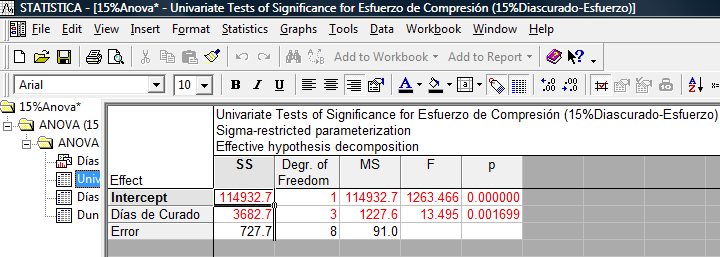 STATISTICA - [15%Anova* - Univariate Tests of Significance for Esfuerzo de Compresión (15%Diascurado-Esfuerzo)]
File Edit View Insert Format Statistics Graphs Tools Data Workbook Window Help
Add to Workbook Add to Report
Arial 10 B I U A
15%Anova*
ANOVA (15
ANOVA
Días
Univ
Días
Dun
Univariate Tests of Significance for Esfuerzo de Compresión (15%Diascurado-Esfuerzo)
Sigma-restricted parameterization
Effective hypothesis decomposition
Effect SS Degr. of Freedom MS F p
Intercept 114932.7 1 114932.7 1263.466 0.000000
Días de Curado 3682.7 3 1227.6 13.495 0.001699
Error 727.7 8 91.0